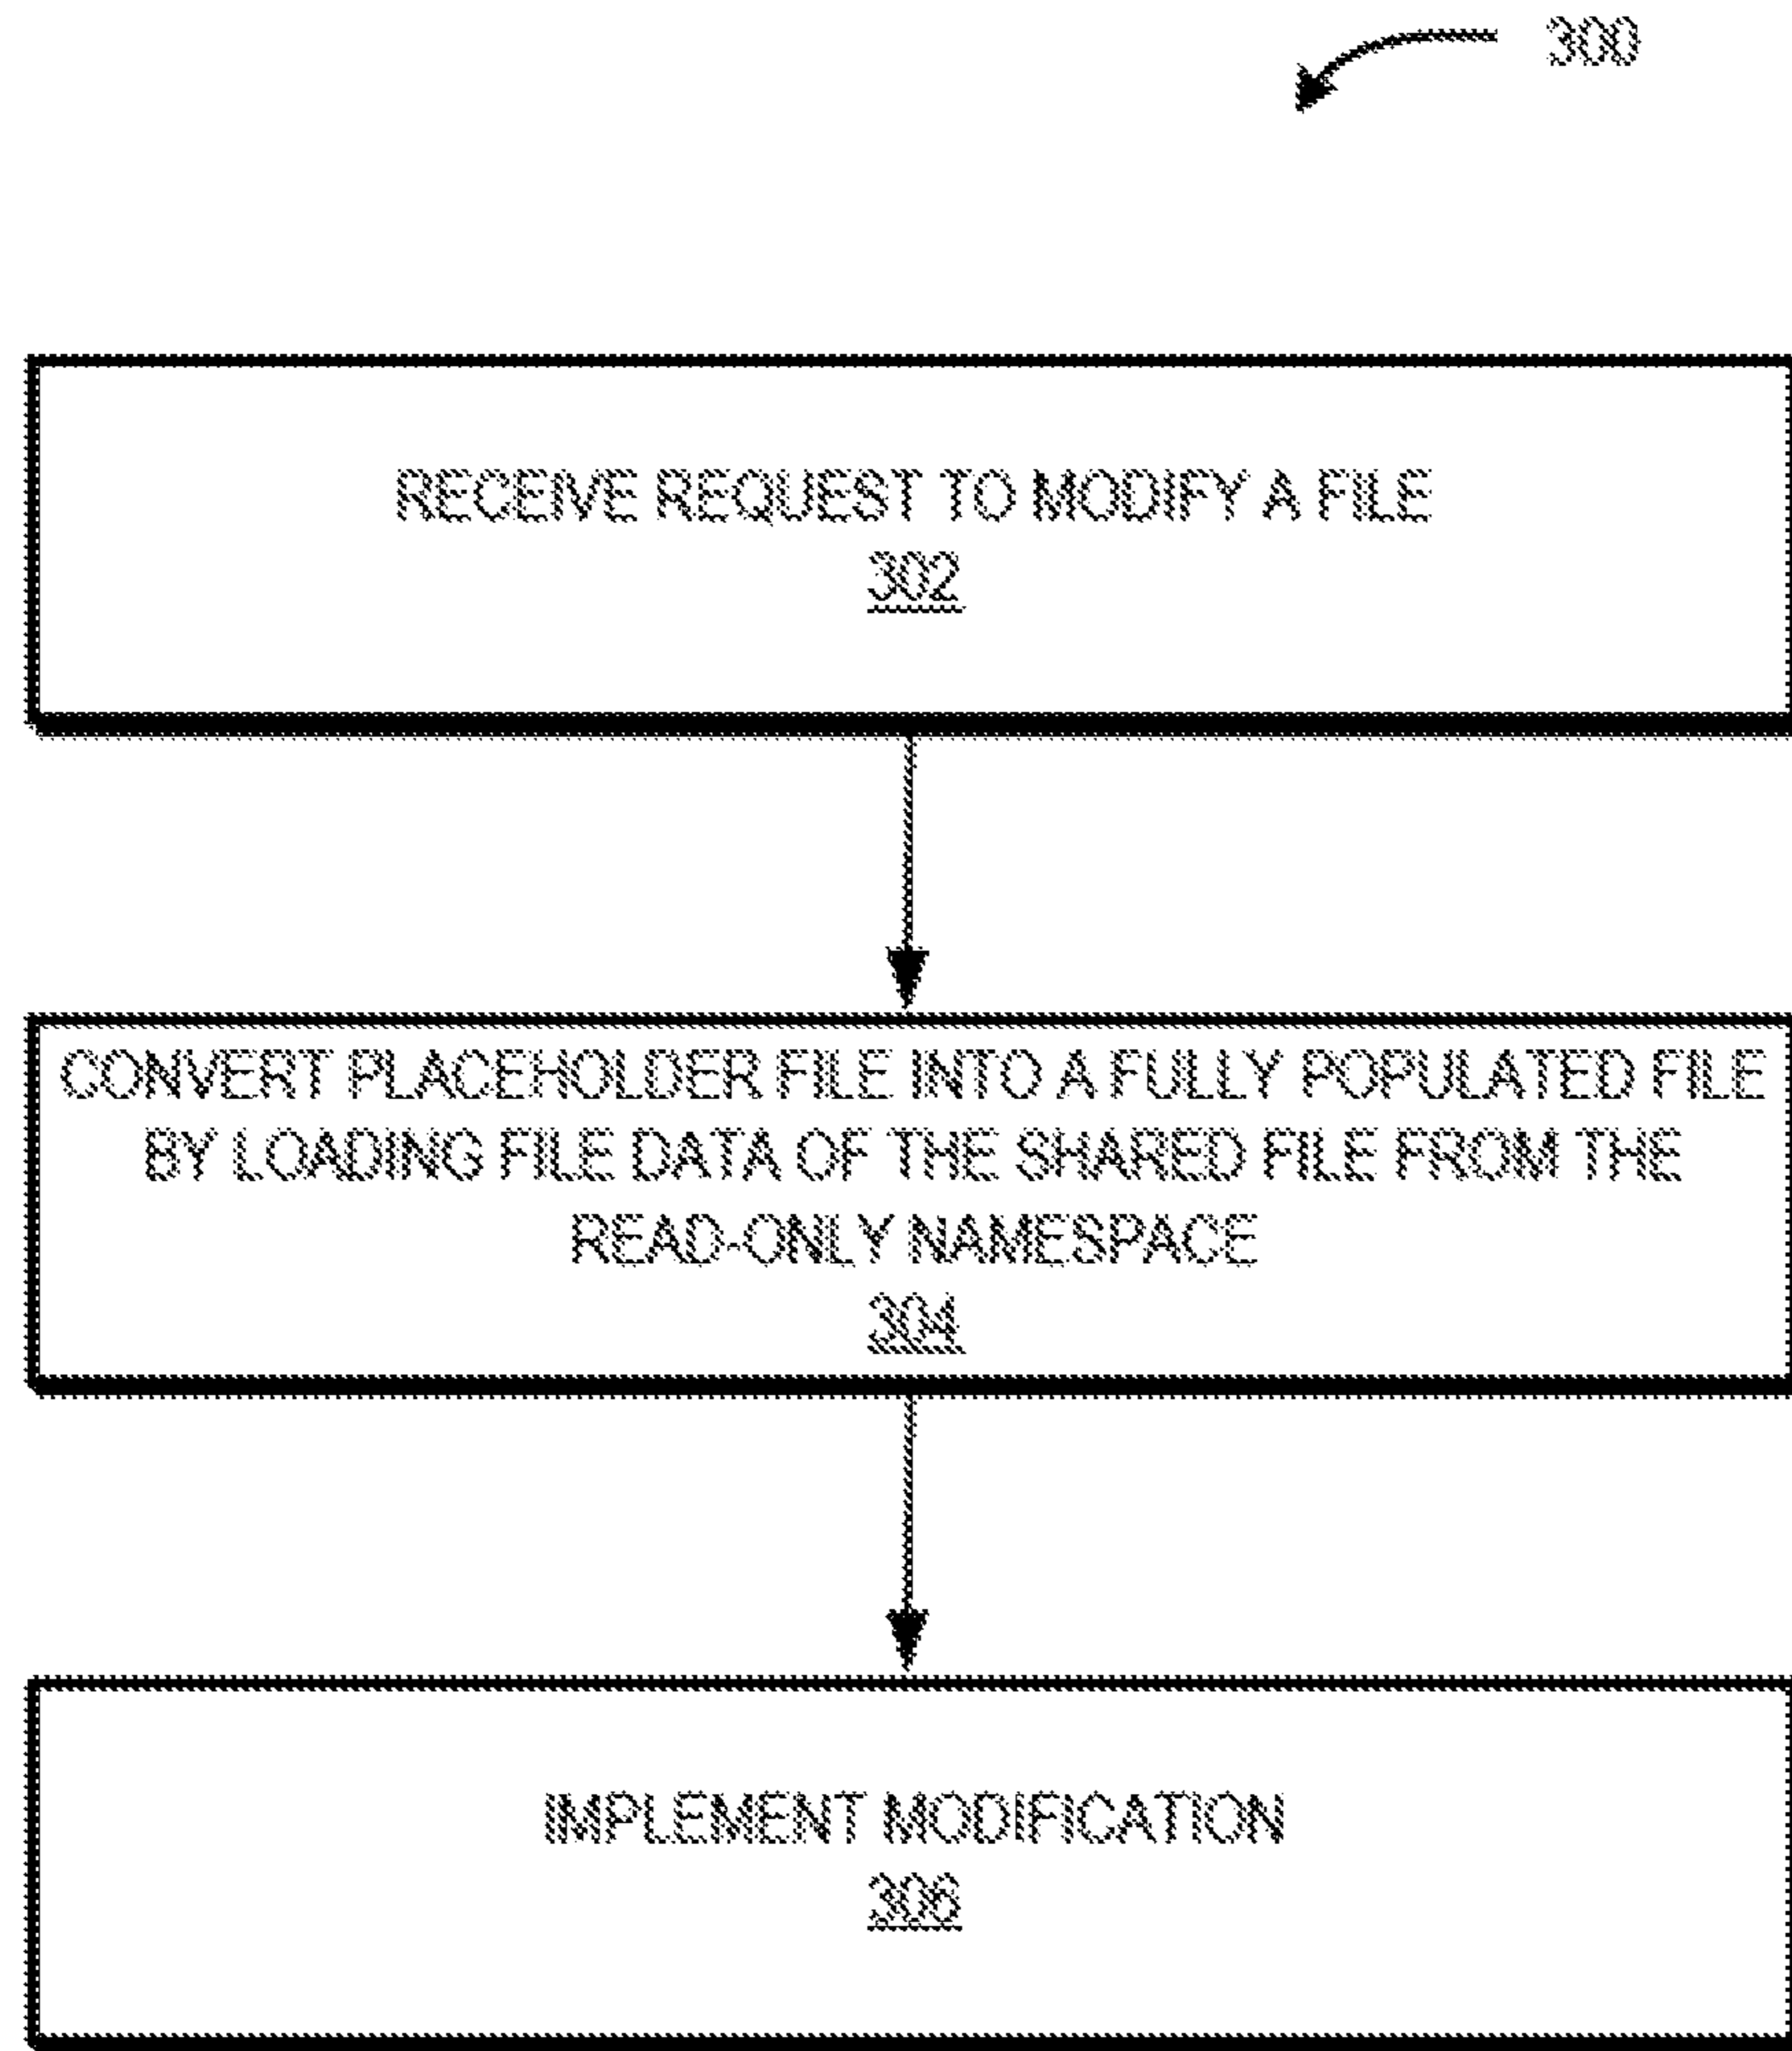 300
RECEIVE REQUEST TO MODIFY A FILE
302
CONVERT PLACEHOLDER FILE INTO A FULLY POPULATED FILE
BY LOADING FILE DATA OF THE SHARED FILE FROM THE
READ-ONLY NAMESPACE
304
IMPLEMENT MODIFICATION
306